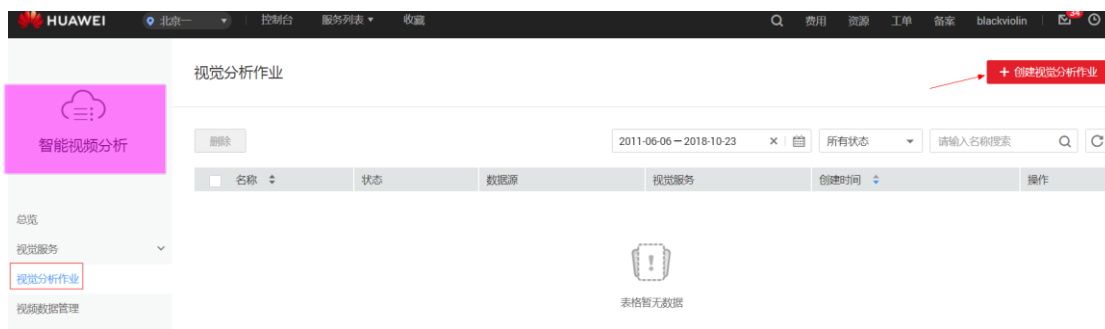 HUAWEI 北京一 控制台 服务列表 收藏 费用 资源 工单 备案 blackviolin 34
视觉分析作业 + 创建视觉分析作业
智能视频分析
删除 2011-06-06 – 2018-10-23 × 所有状态 请输入名称搜索
名称 状态 数据源 视觉服务 创建时间 操作
总览
视觉服务
视觉分析作业
视频数据管理
表格暂无数据